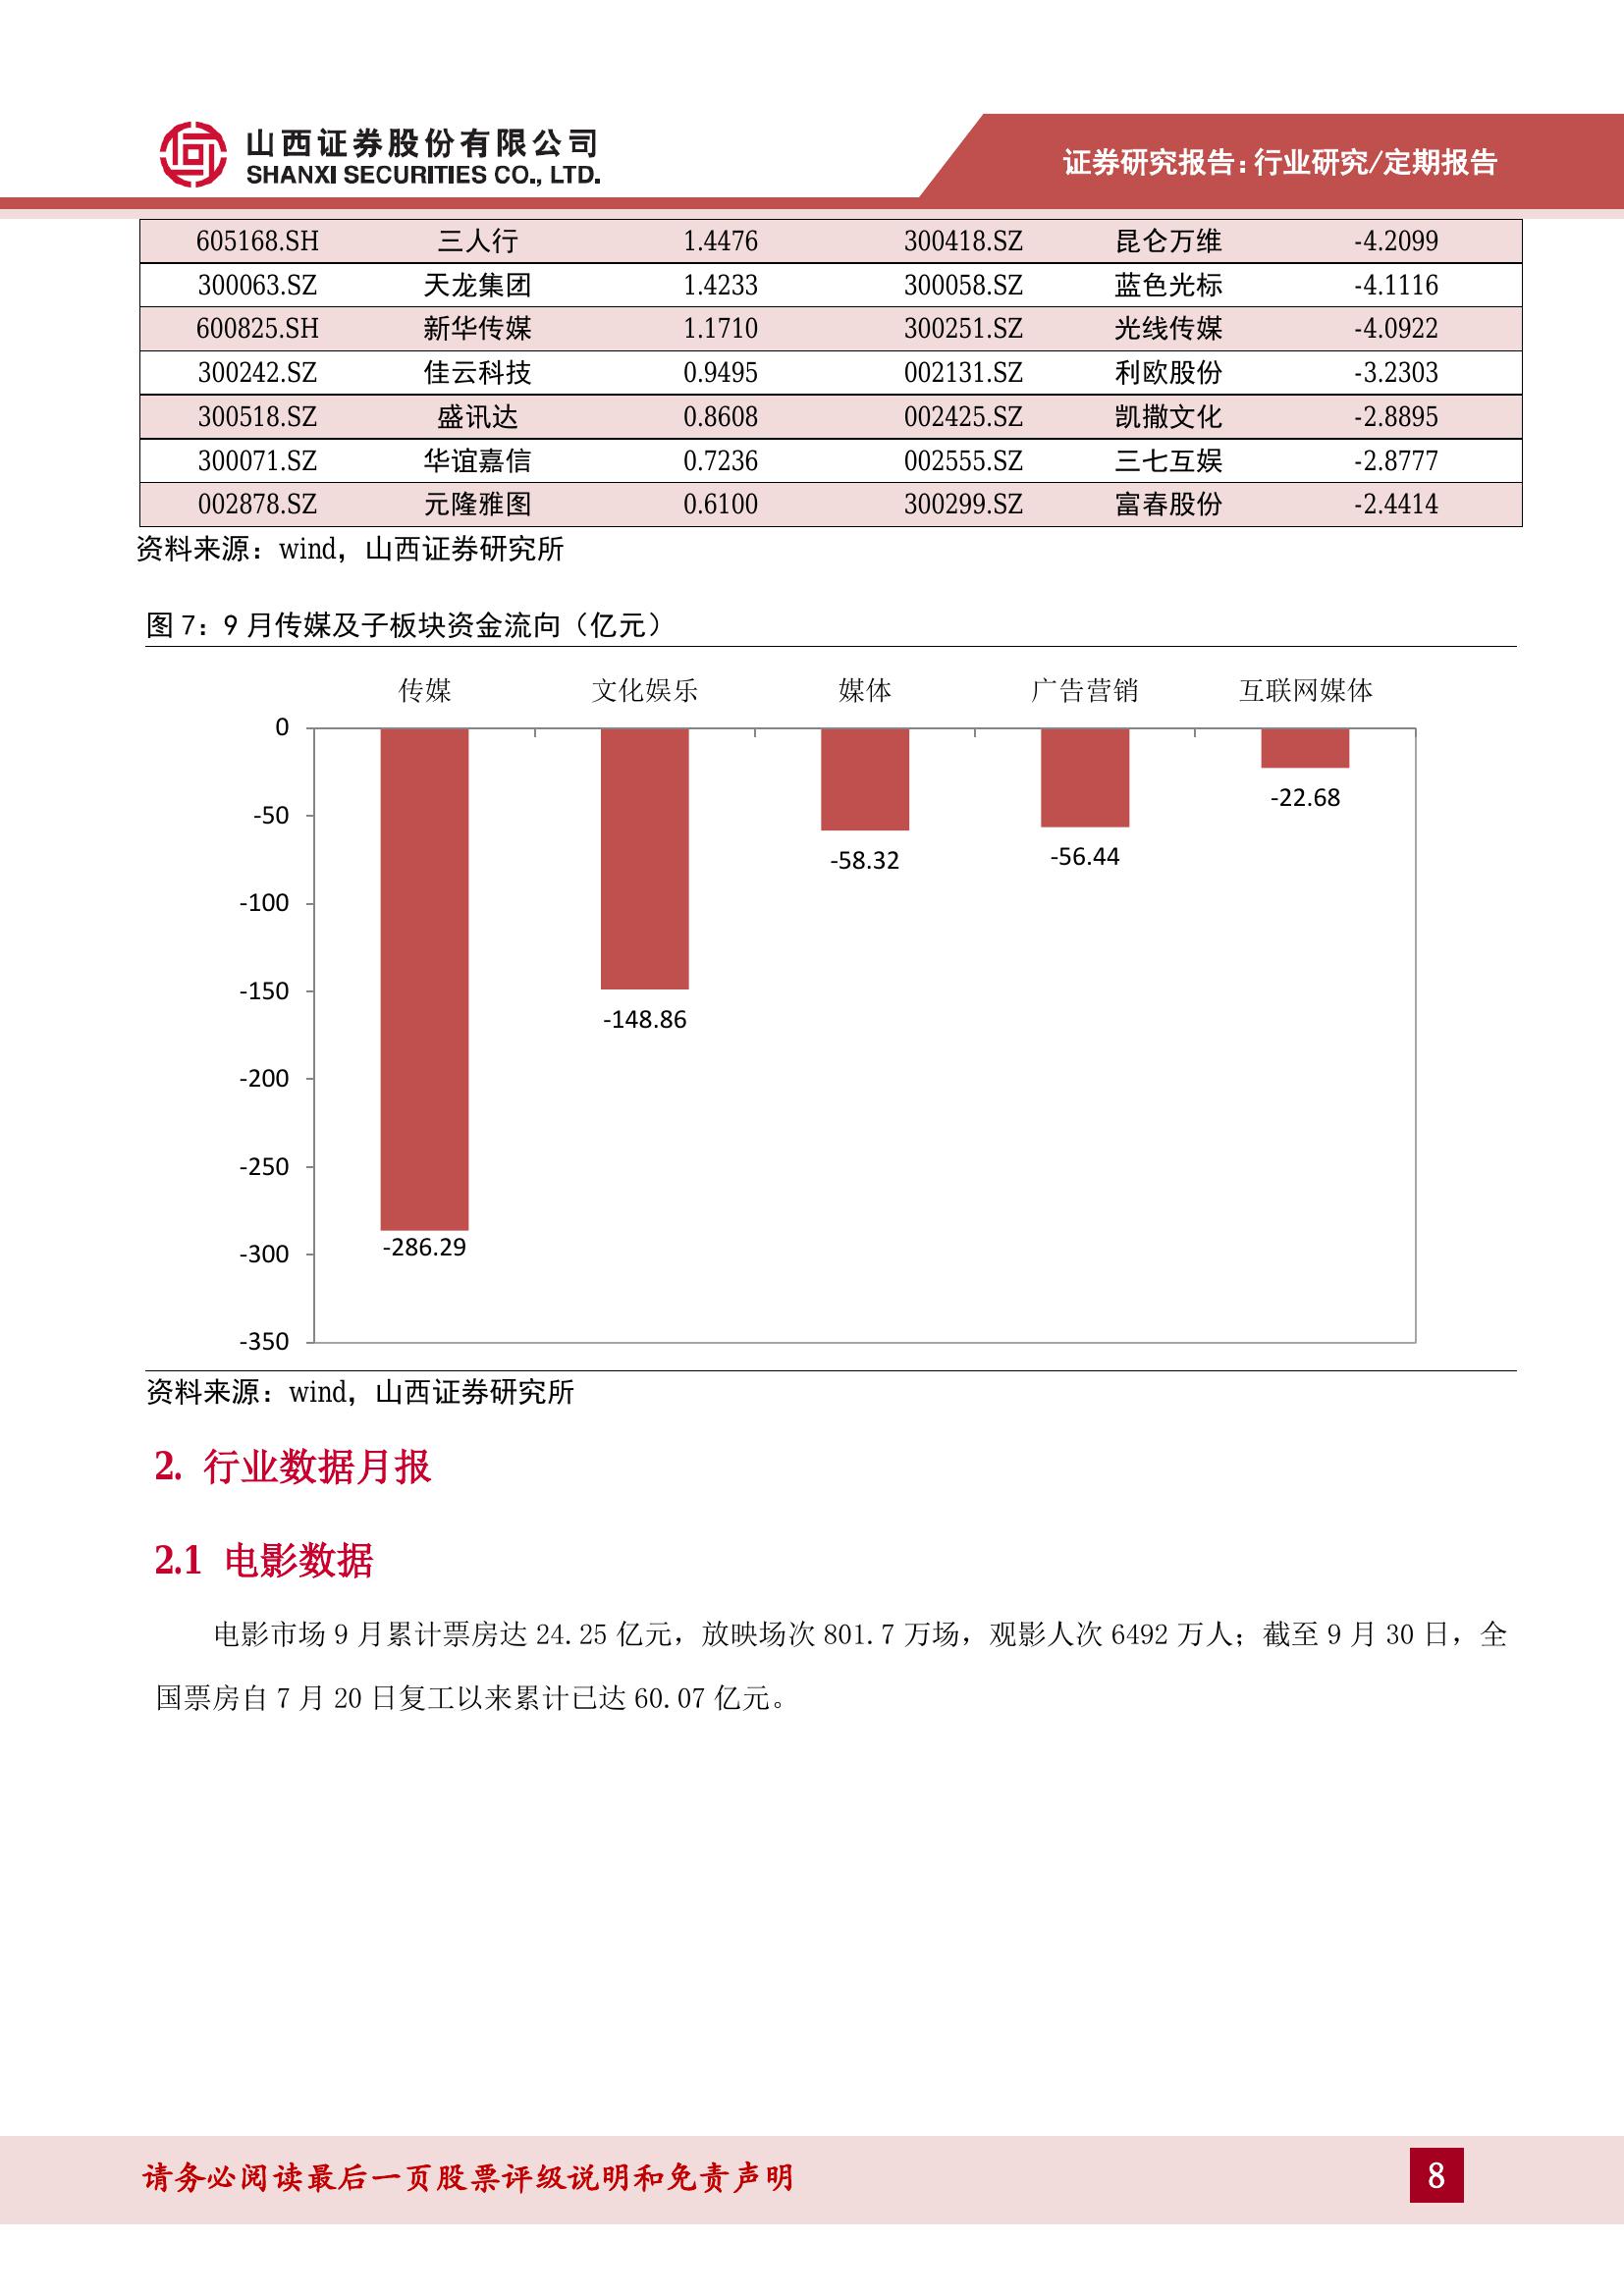 山西证券股份有限公司
SHANXI SECURITIES CO., LTD.
证券研究报告：行业研究/定期报告
605168.SH 三人行 1.4476 300418.SZ 昆仑万维 -4.2099
300063.SZ 天龙集团 1.4233 300058.SZ 蓝色光标 -4.1116
600825.SH 新华传媒 1.1710 300251.SZ 光线传媒 -4.0922
300242.SZ 佳云科技 0.9495 002131.SZ 利欧股份 -3.2303
300518.SZ 盛讯达 0.8608 002425.SZ 凯撒文化 -2.8895
300071.SZ 华谊嘉信 0.7236 002555.SZ 三七互娱 -2.8777
002878.SZ 元隆雅图 0.6100 300299.SZ 富春股份 -2.4414
资料来源：wind，山西证券研究所
图 7：9 月传媒及子板块资金流向（亿元）
传媒 文化娱乐 媒体 广告营销 互联网媒体
0
-50
-100
-150
-200
-250
-300
-350
-286.29
-148.86
-58.32
-56.44
-22.68
资料来源：wind，山西证券研究所
2. 行业数据月报
2.1 电影数据
电影市场 9 月累计票房达 24.25 亿元，放映场次 801.7 万场，观影人次 6492 万人；截至 9 月 30 日，全
国票房自 7 月 20 日复工以来累计已达 60.07 亿元。
请务必阅读最后一页股票评级说明和免责声明
8